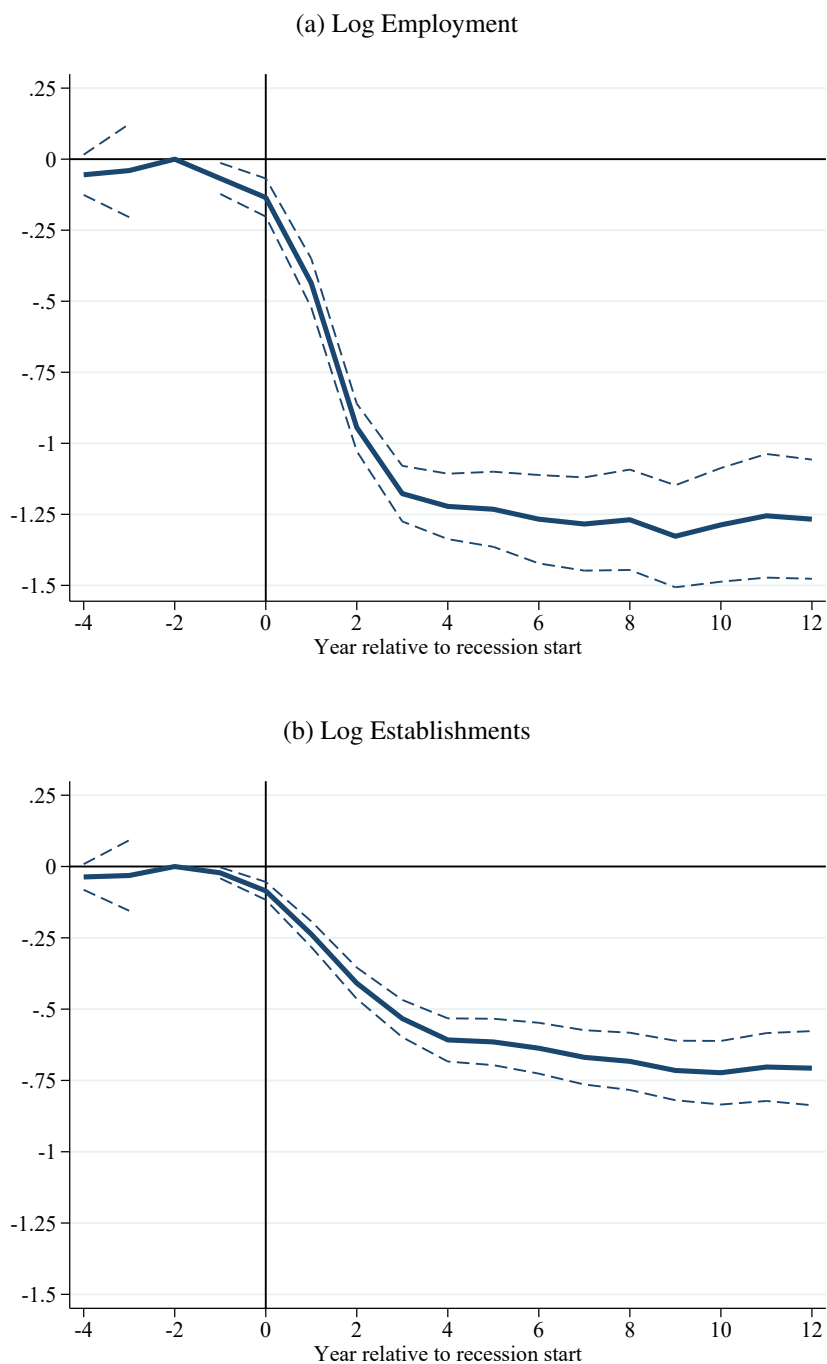 (a) Log Employment
.25
0
-.25
-.5
-.75
-1
-1.25
-1.5
-4 -2 0 2 4 6 8 10 12
Year relative to recession start
(b) Log Establishments
.25
0
-.25
-.5
-.75
-1
-1.25
-1.5
-4 -2 0 2 4 6 8 10 12
Year relative to recession start